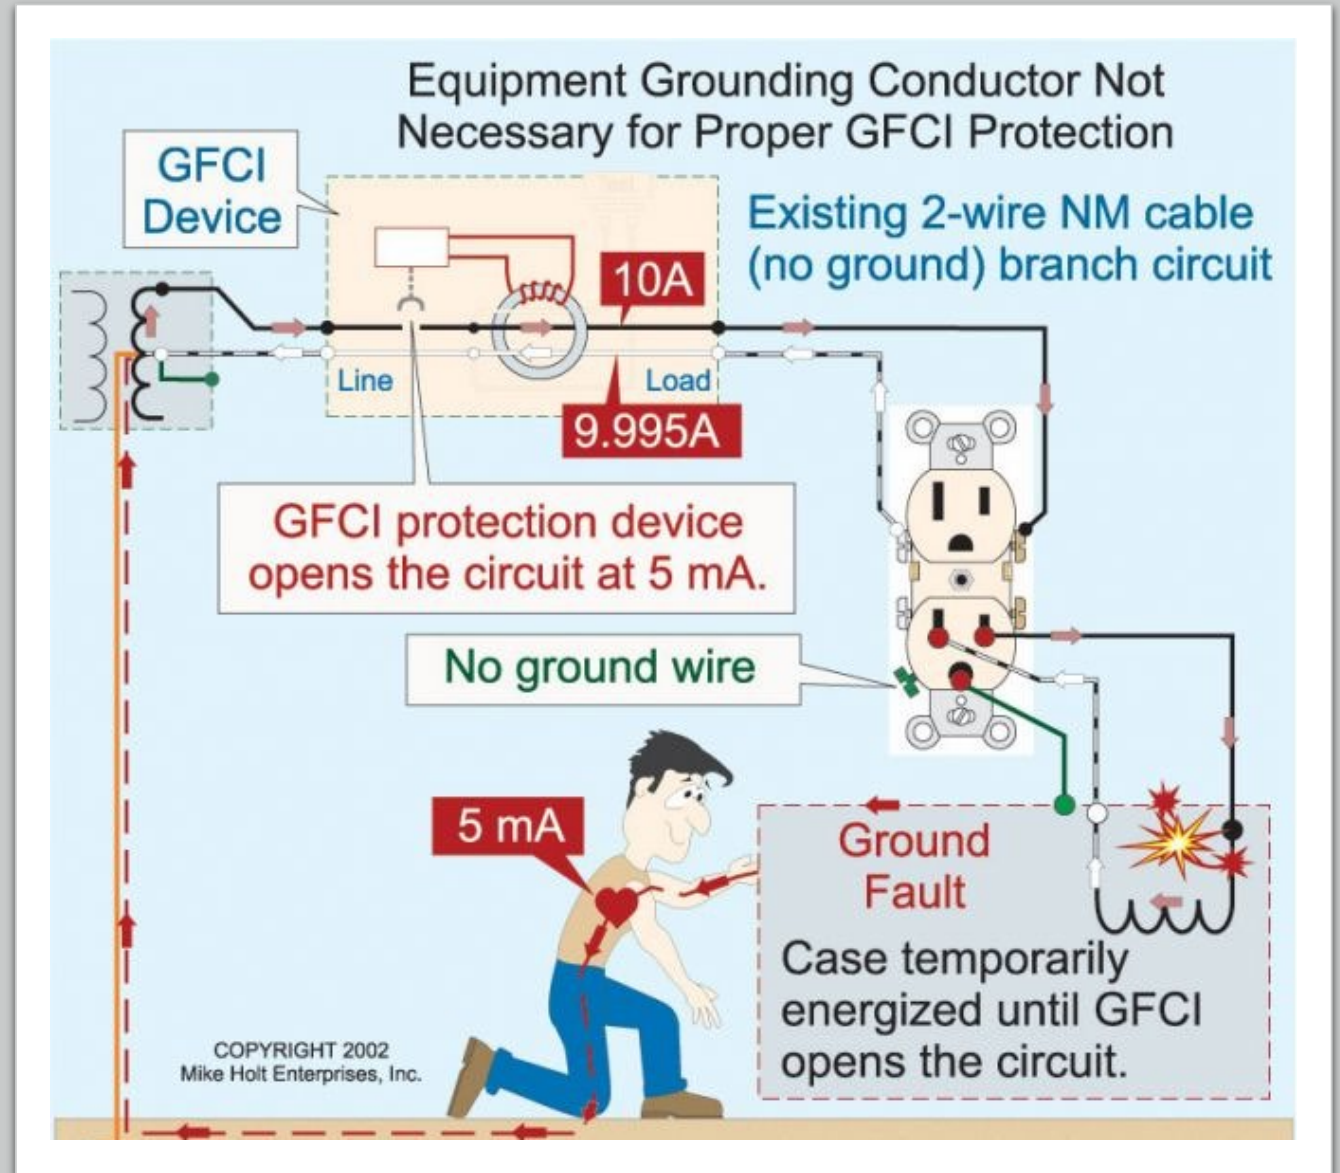 Equipment Grounding Conductor Not
Necessary for Proper GFCI Protection
GFCI
Device
Existing 2-wire NM cable
(no ground) branch circuit
10A
Line
Load
9.995A
GFCI protection device
opens the circuit at 5 mA.
No ground wire
5 mA
Ground
Fault
Case temporarily
energized until GFCI
opens the circuit.
COPYRIGHT 2002
Mike Holt Enterprises, Inc.